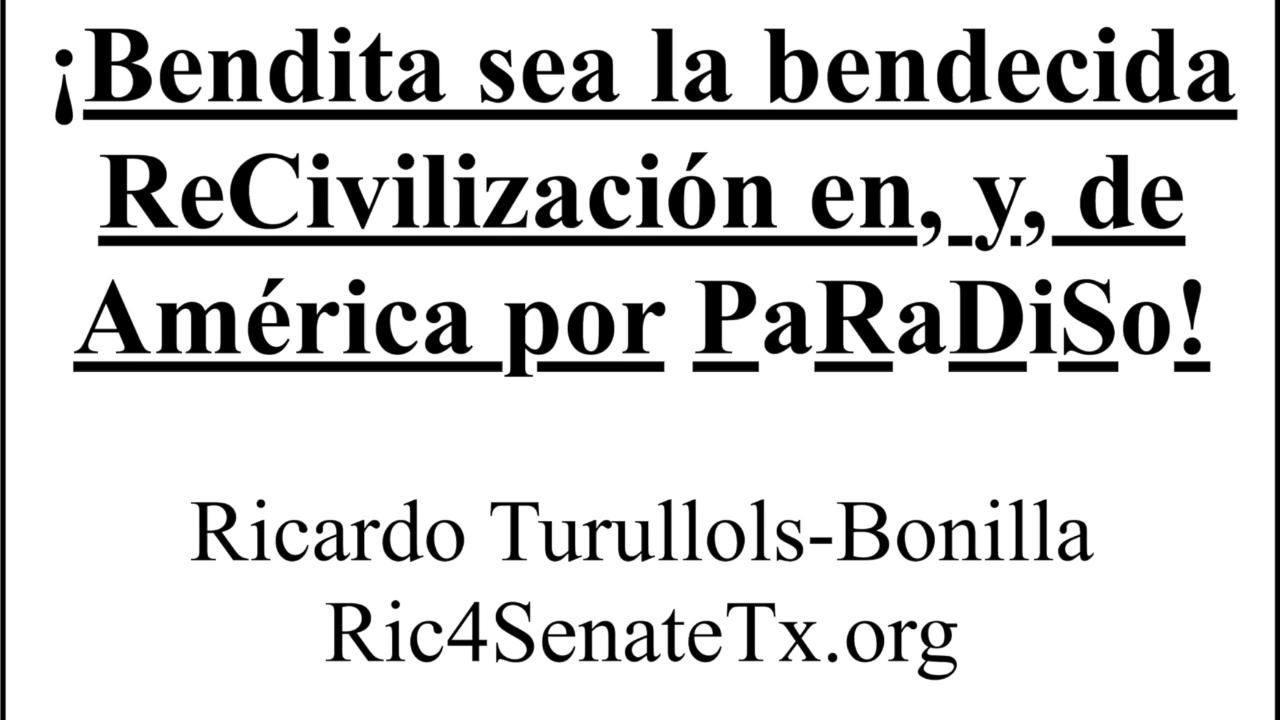 ¡Bendita sea la bendecida
ReCivilización en, y, de
América por PaRaDiSo!
Ricardo Turullols-Bonilla
Ric4SenateTx.org